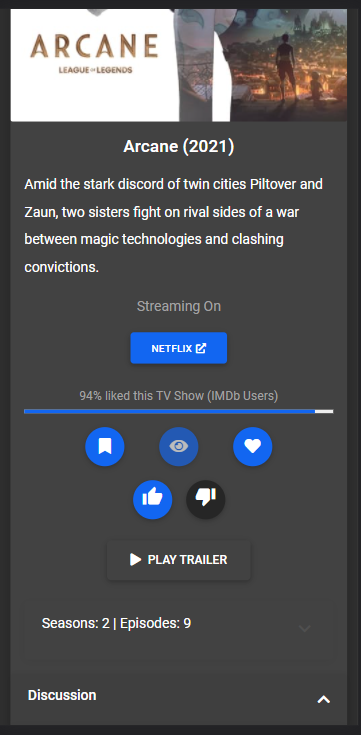 ARCANE
LEAGUE OF LEGENDS
Arcane (2021)
Amid the stark discord of twin cities Piltover and
Zaun, two sisters fight on rival sides of a war
between magic technologies and clashing
convictions.
Streaming On
NETFLIX
94% liked this TV Show (IMDb Users)
PLAY TRAILER
Seasons: 2 | Episodes: 9
Discussion